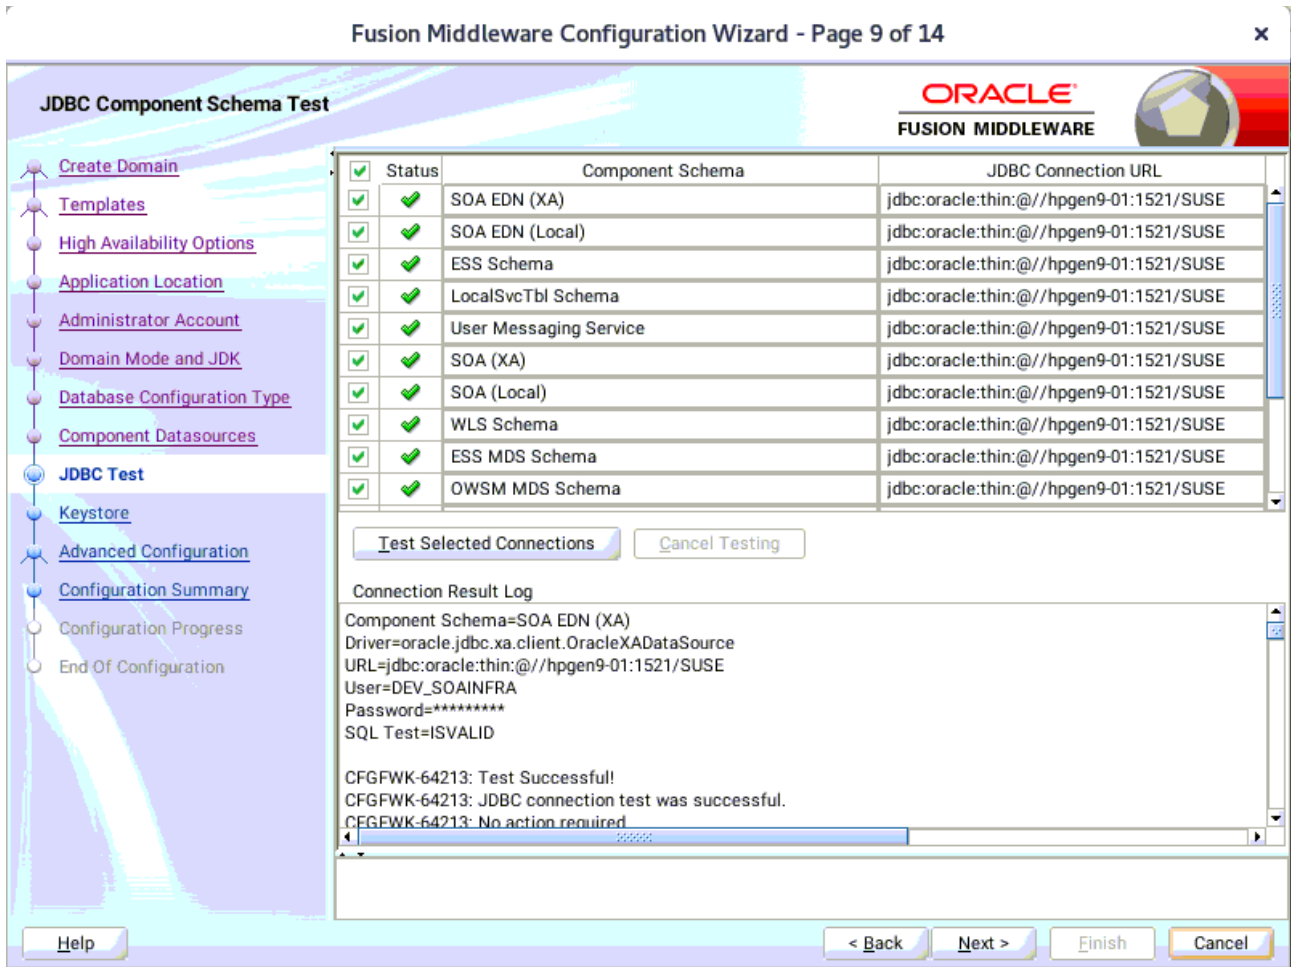 Fusion Middleware Configuration Wizard - Page 9 of 14
JDBC Component Schema Test
ORACLE
FUSION MIDDLEWARE
Create Domain
Templates
High Availability Options
Application Location
Administrator Account
Domain Mode and JDK
Database Configuration Type
Component Datasources
JDBC Test
Keystore
Advanced Configuration
Configuration Summary
Configuration Progress
End Of Configuration
Status Component Schema JDBC Connection URL
SOA EDN (XA) jdbc:oracle:thin:@//hpgen9-01:1521/SUSE
SOA EDN (Local) jdbc:oracle:thin:@//hpgen9-01:1521/SUSE
ESS Schema jdbc:oracle:thin:@//hpgen9-01:1521/SUSE
LocalSvcTbl Schema jdbc:oracle:thin:@//hpgen9-01:1521/SUSE
User Messaging Service jdbc:oracle:thin:@//hpgen9-01:1521/SUSE
SOA (XA) jdbc:oracle:thin:@//hpgen9-01:1521/SUSE
SOA (Local) jdbc:oracle:thin:@//hpgen9-01:1521/SUSE
WLS Schema jdbc:oracle:thin:@//hpgen9-01:1521/SUSE
ESS MDS Schema jdbc:oracle:thin:@//hpgen9-01:1521/SUSE
OWSM MDS Schema jdbc:oracle:thin:@//hpgen9-01:1521/SUSE
Test Selected Connections Cancel Testing
Connection Result Log
Component Schema=SOA EDN (XA)
Driver=oracle.jdbc.xa.client.OracleXADataSource
URL=jdbc:oracle:thin:@//hpgen9-01:1521/SUSE
User=DEV_SOAINFRA
Password=*********
SQL Test=ISVALID
CFGFWK-64213: Test Successful!
CFGFWK-64213: JDBC connection test was successful.
CFGFWK-64213: No action required
Help < Back Next > Finish Cancel